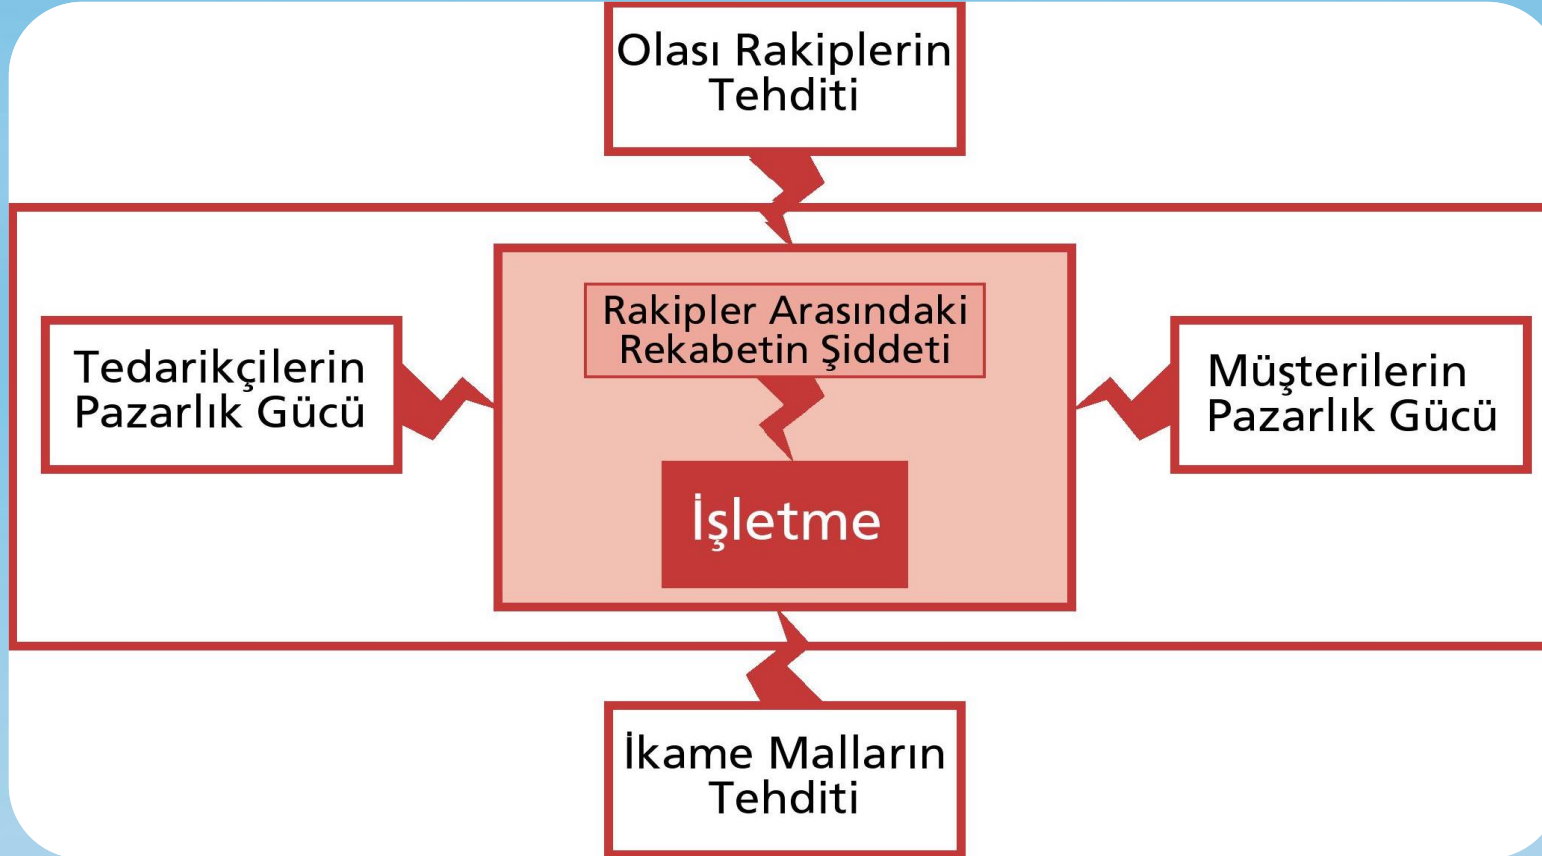 Olası Rakiplerin
Tehditi
Rakipler Arasındaki
Rekabetin Şiddeti
Tedarikçilerin
Pazarlık Gücü
Müşterilerin
Pazarlık Gücü
İşletme
İkame Malların
Tehditi